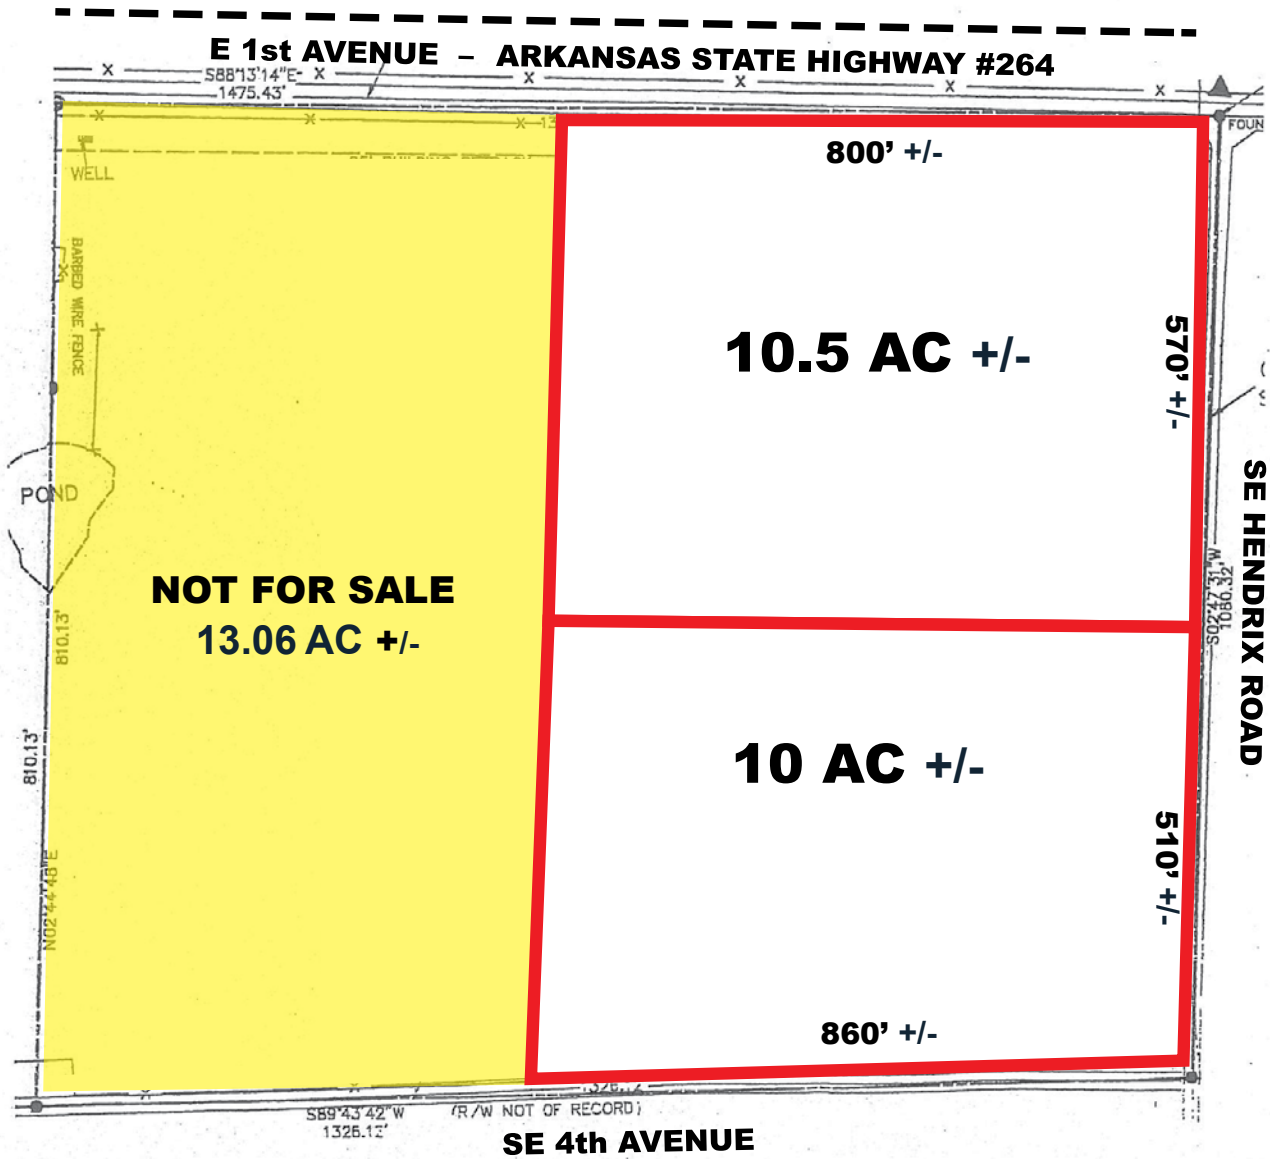 E 1st AVENUE – ARKANSAS STATE HIGHWAY #264
S88°13'14"E
1475.43'
FOUN
800' +/-
WELL
BARBED WIRE FENCE
10.5 AC +/-
570' +/-
POND
SE HENDRIX ROAD
S02°47'31"W
1080.32'
NOT FOR SALE
13.06 AC +/-
810.13'
810.13'
10 AC +/-
510' +/-
N02°44'48"E
860' +/-
S89°43'42"W
(R/W NOT OF RECORD)
SE 4th AVENUE